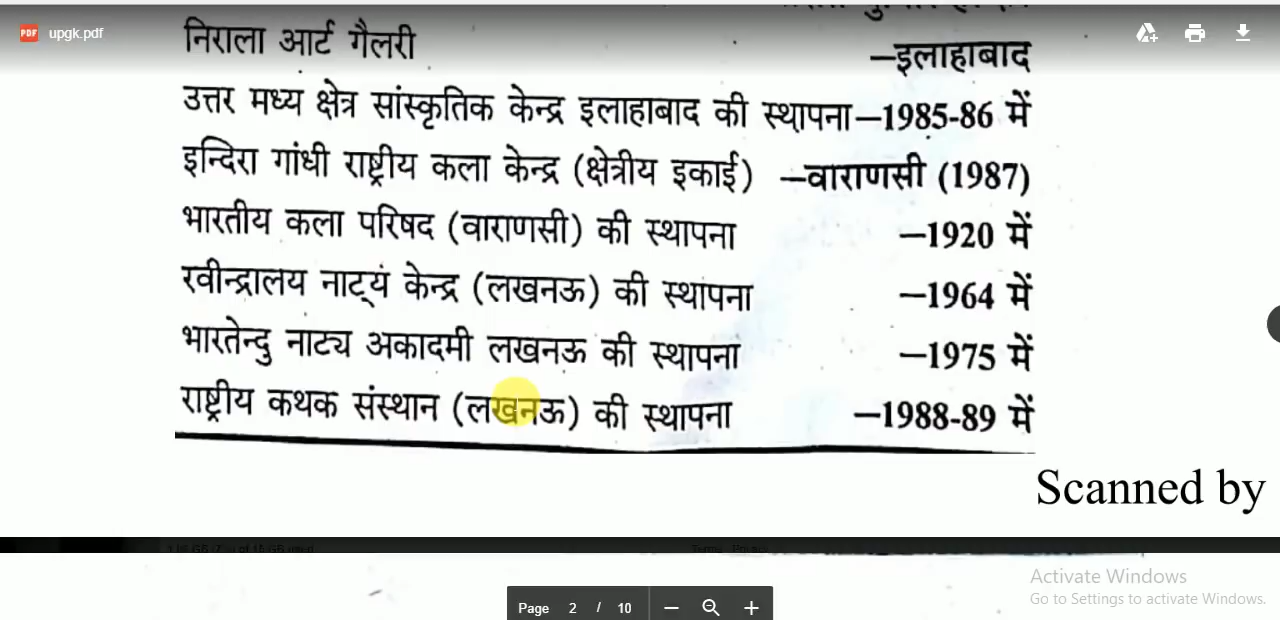 upgk.pdf
निराला आर्ट गैलरी —इलाहाबाद
उत्तर मध्य क्षेत्र सांस्कृतिक केन्द्र इलाहाबाद की स्थापना—1985-86 में
इन्दिरा गांधी राष्ट्रीय कला केन्द्र (क्षेत्रीय इकाई) —वाराणसी (1987)
भारतीय कला परिषद (वाराणसी) की स्थापना —1920 में
रवीन्द्रालय नाट्यं केन्द्र (लखनऊ) की स्थापना —1964 में
भारतेन्दु नाट्य अकादमी लखनऊ की स्थापना —1975 में
राष्ट्रीय कथक संस्थान (लखनऊ) की स्थापना —1988-89 में
Scanned by
Activate Windows
Go to Settings to activate Windows.
Page 2 / 10